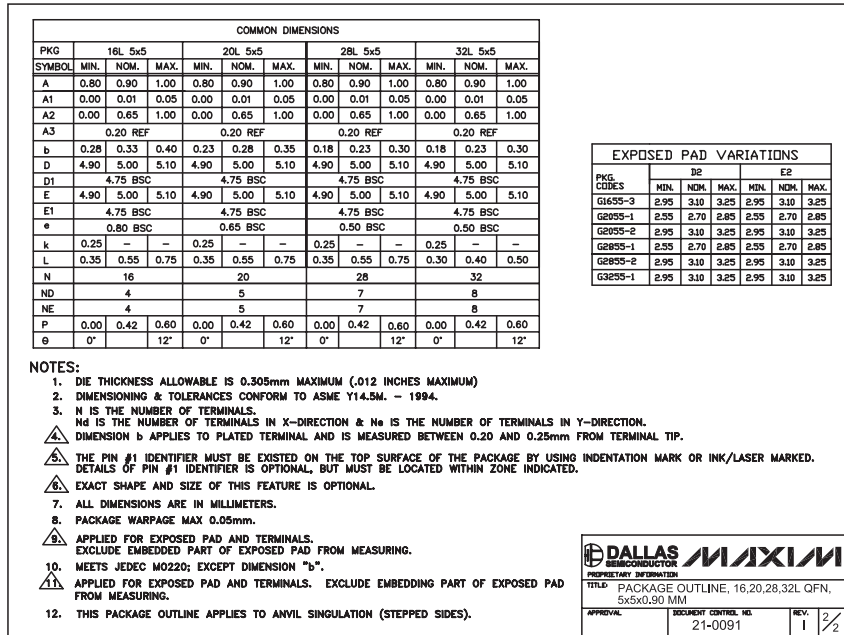 COMMON DIMENSIONS
PKG 16L 5x5 20L 5x5 28L 5x5 32L 5x5
SYMBOL MIN. NOM. MAX. MIN. NOM. MAX. MIN. NOM. MAX. MIN. NOM. MAX.
A 0.80 0.90 1.00 0.80 0.90 1.00 0.80 0.90 1.00 0.80 0.90 1.00
A1 0.00 0.01 0.05 0.00 0.01 0.05 0.00 0.01 0.05 0.00 0.01 0.05
A2 0.00 0.65 1.00 0.00 0.65 1.00 0.00 0.65 1.00 0.00 0.65 1.00
A3 0.20 REF 0.20 REF 0.20 REF 0.20 REF
b 0.28 0.33 0.40 0.23 0.28 0.35 0.18 0.23 0.30 0.18 0.23 0.30
D 4.90 5.00 5.10 4.90 5.00 5.10 4.90 5.00 5.10 4.90 5.00 5.10
D1 4.75 BSC 4.75 BSC 4.75 BSC 4.75 BSC
E 4.90 5.00 5.10 4.90 5.00 5.10 4.90 5.00 5.10 4.90 5.00 5.10
E1 4.75 BSC 4.75 BSC 4.75 BSC 4.75 BSC
e 0.80 BSC 0.65 BSC 0.50 BSC 0.50 BSC
k 0.25 – – 0.25 – – 0.25 – – 0.25 – –
L 0.35 0.55 0.75 0.35 0.55 0.75 0.35 0.55 0.75 0.30 0.40 0.50
N 16 20 28 32
ND 4 5 7 8
NE 4 5 7 8
P 0.00 0.42 0.60 0.00 0.42 0.60 0.00 0.42 0.60 0.00 0.42 0.60
θ 0° 12° 0° 12° 0° 12° 0° 12°
EXPOSED PAD VARIATIONS
PKG. CODES D2 E2
MIN. NOM. MAX. MIN. NOM. MAX.
G1655-3 2.95 3.10 3.25 2.95 3.10 3.25
G2055-1 2.55 2.70 2.85 2.55 2.70 2.85
G2055-2 2.95 3.10 3.25 2.95 3.10 3.25
G2855-1 2.55 2.70 2.85 2.55 2.70 2.85
G2855-2 2.95 3.10 3.25 2.95 3.10 3.25
G3255-1 2.95 3.10 3.25 2.95 3.10 3.25
NOTES:
1. DIE THICKNESS ALLOWABLE IS 0.305mm MAXIMUM (.012 INCHES MAXIMUM)
2. DIMENSIONING & TOLERANCES CONFORM TO ASME Y14.5M. – 1994.
3. N IS THE NUMBER OF TERMINALS.
Nd IS THE NUMBER OF TERMINALS IN X-DIRECTION & Ne IS THE NUMBER OF TERMINALS IN Y-DIRECTION.
4. DIMENSION b APPLIES TO PLATED TERMINAL AND IS MEASURED BETWEEN 0.20 AND 0.25mm FROM TERMINAL TIP.
5. THE PIN #1 IDENTIFIER MUST BE EXISTED ON THE TOP SURFACE OF THE PACKAGE BY USING INDENTATION MARK OR INK/LASER MARKED.
DETAILS OF PIN #1 IDENTIFIER IS OPTIONAL, BUT MUST BE LOCATED WITHIN ZONE INDICATED.
6. EXACT SHAPE AND SIZE OF THIS FEATURE IS OPTIONAL.
7. ALL DIMENSIONS ARE IN MILLIMETERS.
8. PACKAGE WARPAGE MAX 0.05mm.
9. APPLIED FOR EXPOSED PAD AND TERMINALS.
EXCLUDE EMBEDDED PART OF EXPOSED PAD FROM MEASURING.
10. MEETS JEDEC MO220; EXCEPT DIMENSION "b".
11. APPLIED FOR EXPOSED PAD AND TERMINALS. EXCLUDE EMBEDDING PART OF EXPOSED PAD
FROM MEASURING.
12. THIS PACKAGE OUTLINE APPLIES TO ANVIL SINGULATION (STEPPED SIDES).
DALLAS SEMICONDUCTOR MAXIM
PROPRIETARY INFORMATION
TITLE: PACKAGE OUTLINE, 16,20,28,32L QFN,
5x5x0.90 MM
APPROVAL DOCUMENT CONTROL NO. REV.
21-0091 I 2/2